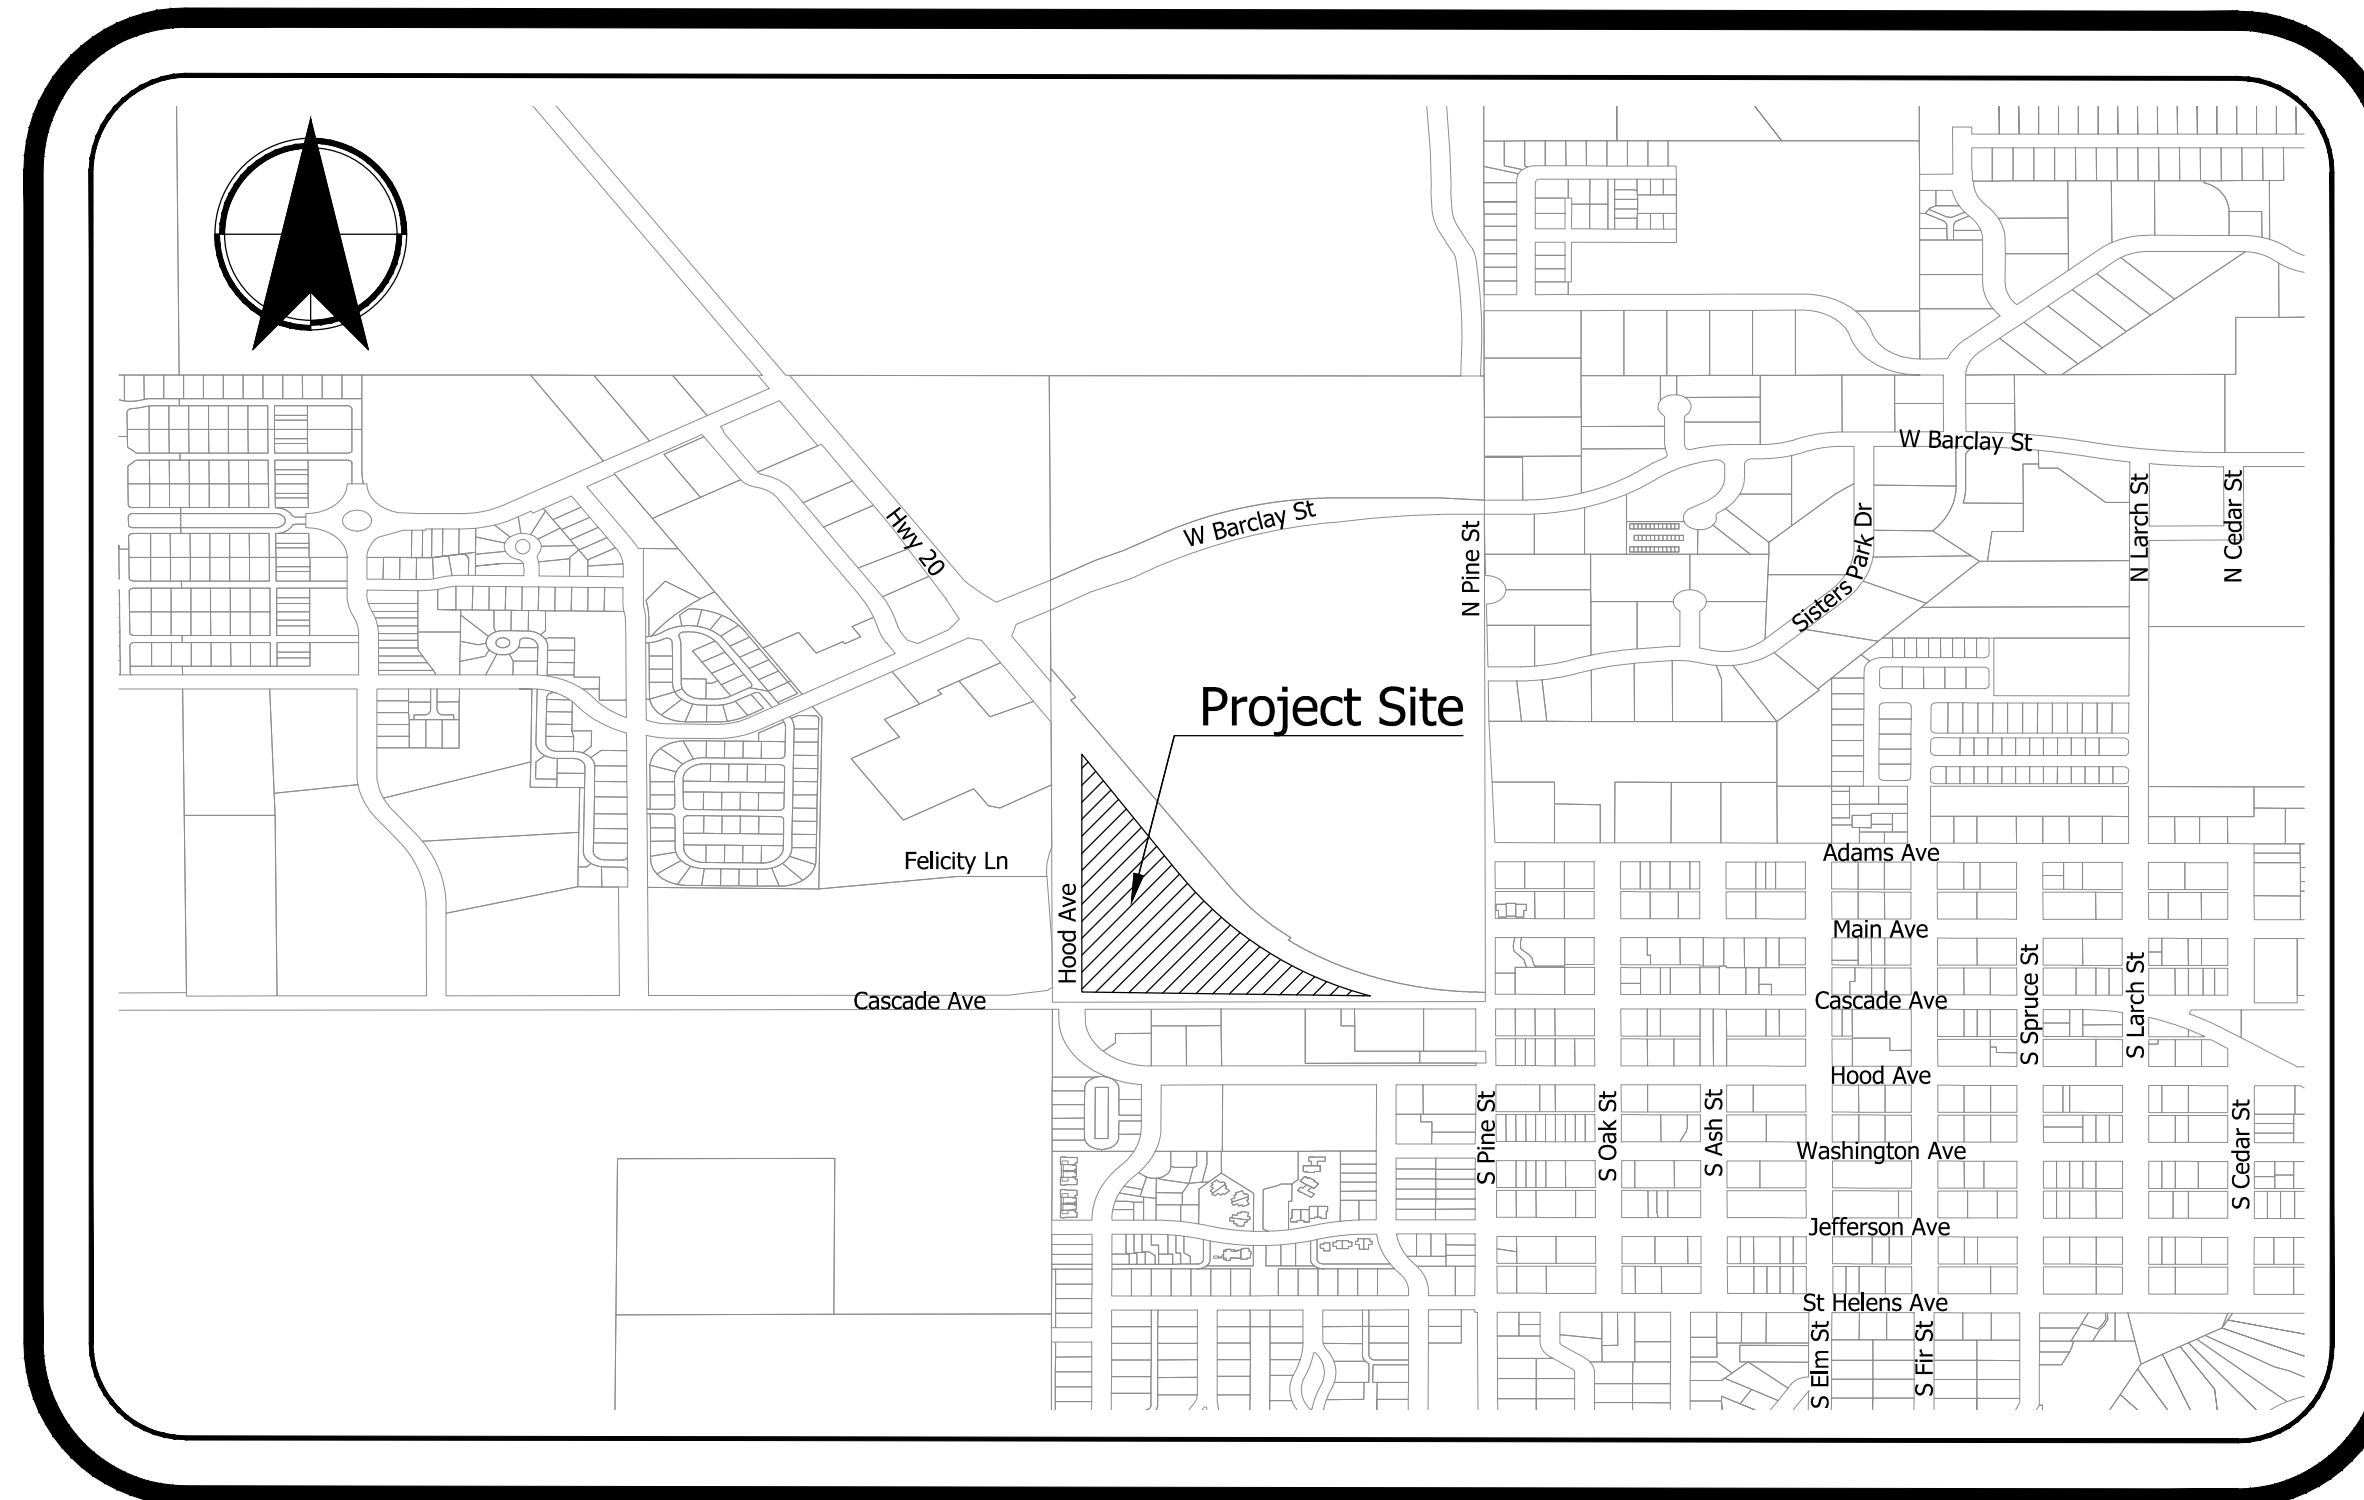 W Barclay St
N Larch St
N Cedar St
Hwy 20
W Barclay St
N Pine St
Sisters Park Dr
Project Site
Felicity Ln
Hood Ave
Adams Ave
Main Ave
Cascade Ave
Cascade Ave
S Spruce St
S Larch St
Hood Ave
S Pine St
S Oak St
S Ash St
Washington Ave
S Cedar St
Jefferson Ave
St Helens Ave
S Elm St
S Fir St